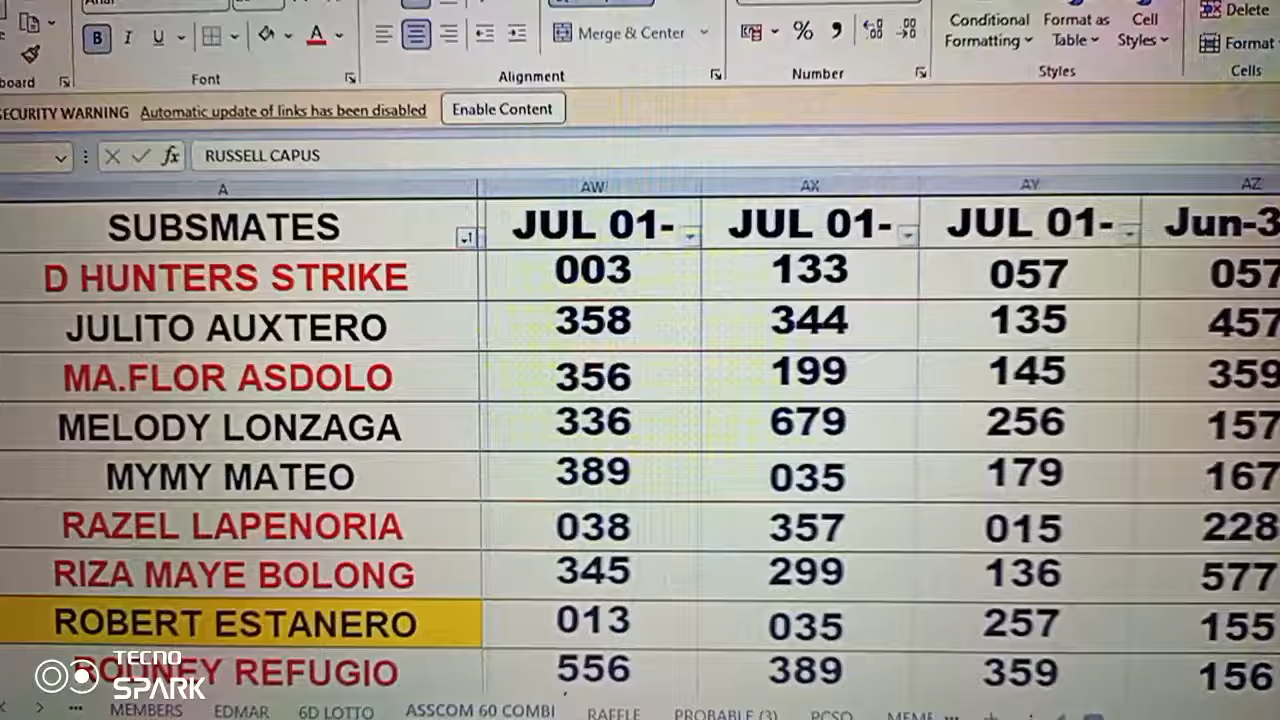 Conditional Format as Cell Delete
B I U A Merge & Center % 9 Formatting Table Styles Format
board Font Alignment Number Styles Cells
SECURITY WARNING Automatic update of links has been disabled Enable Content
fx RUSSELL CAPUS
A AW AX AY AZ
SUBSMATES JUL 01- JUL 01- JUL 01- Jun-3
D HUNTERS STRIKE 003 133 057 057
JULITO AUXTERO 358 344 135 457
MA.FLOR ASDOLO 356 199 145 359
MELODY LONZAGA 336 679 256 157
MYMY MATEO 389 035 179 167
RAZEL LAPENORIA 038 357 015 228
RIZA MAYE BOLONG 345 299 136 577
ROBERT ESTANERO 013 035 257 155
RODNEY REFUGIO 556 389 359 156
TECNO
SPARK
MEMBERS EDMAR 6D LOTTO ASSCOM 60 COMBI RAFFLE PROBABLE (3) PCSO